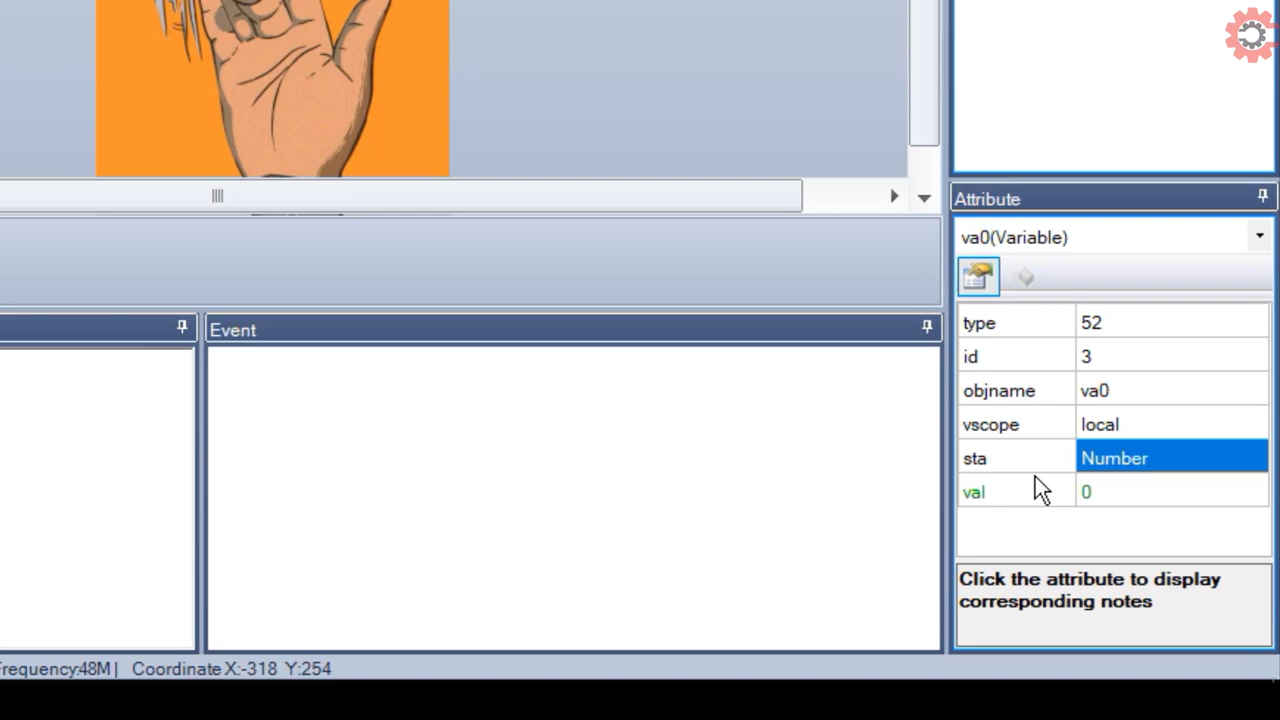 Attribute
va0(Variable)
type 52
id 3
objname va0
vscope local
sta Number
val 0
Click the attribute to display
corresponding notes
Event
Frequency:48M| Coordinate X:-318 Y:254